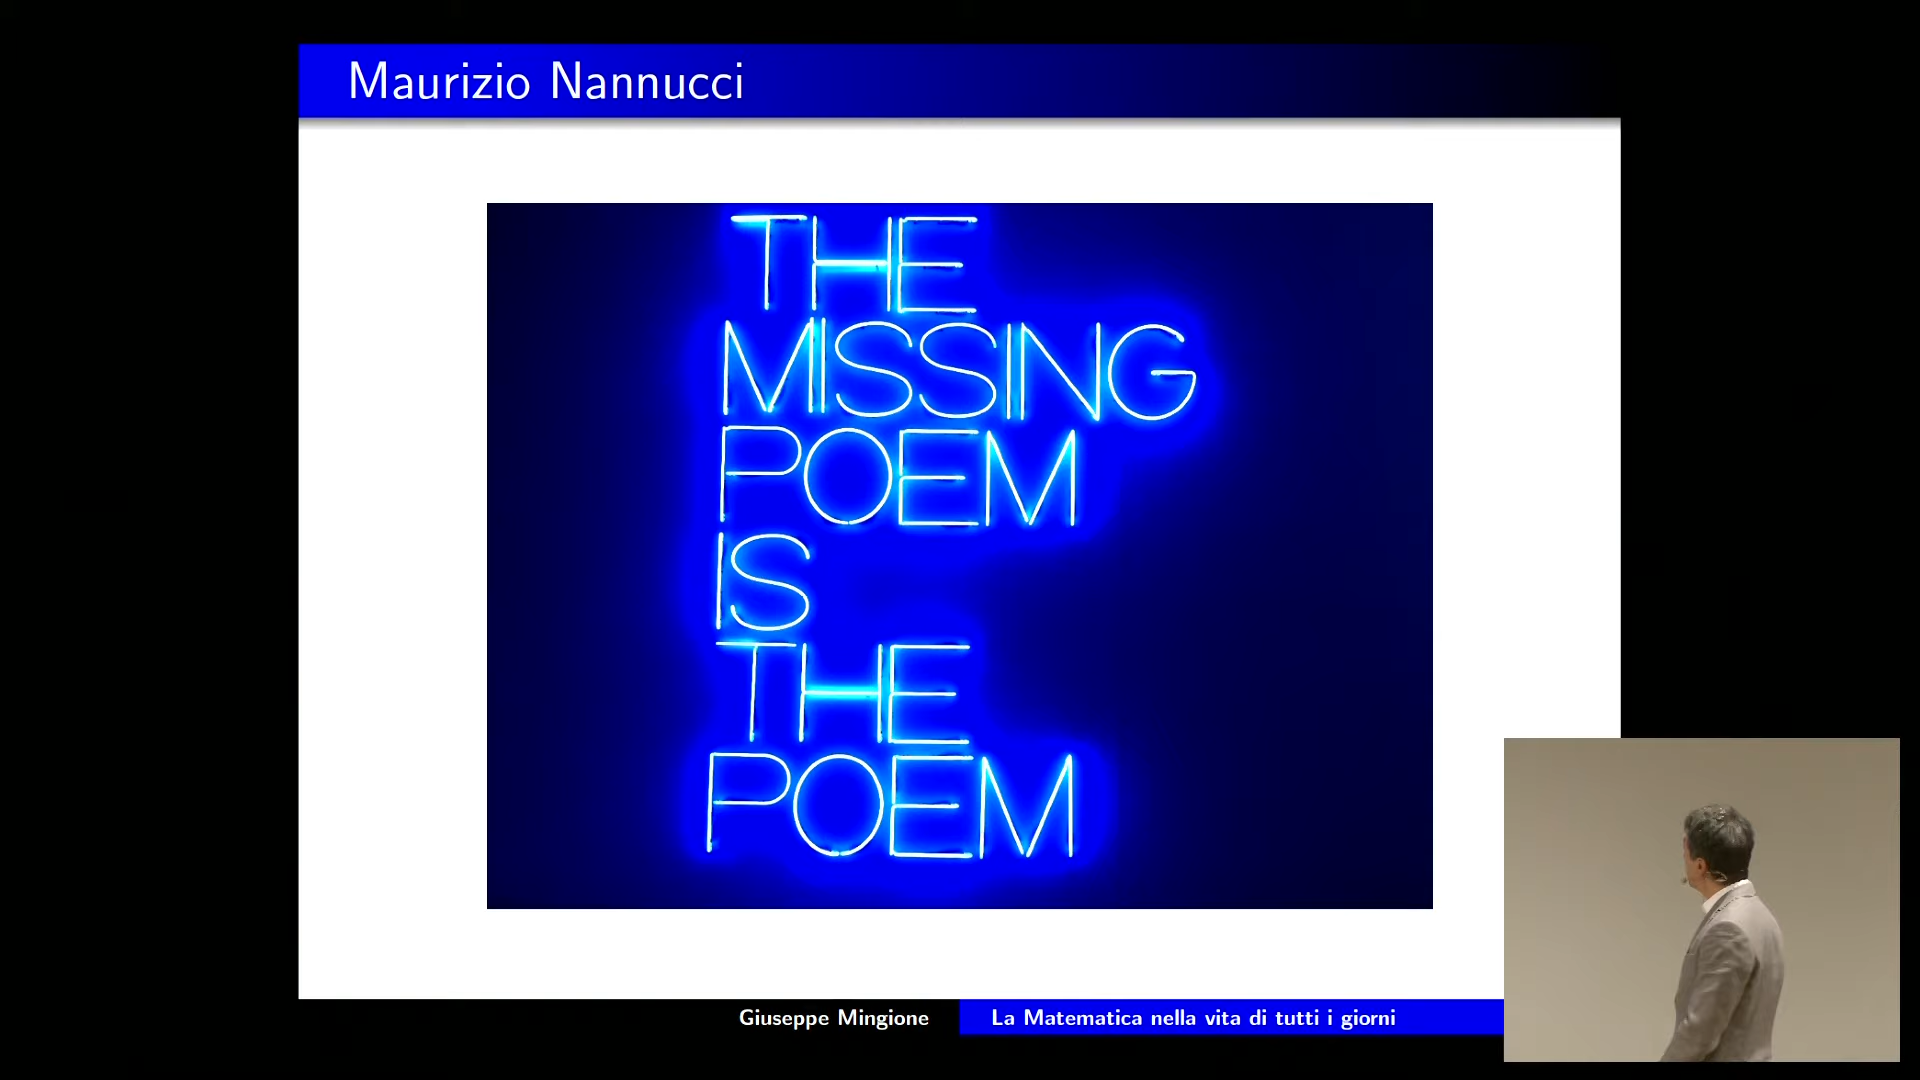 Maurizio Nannucci
THE
MISSING
POEM
IS
THE
POEM
Giuseppe Mingione
La Matematica nella vita di tutti i giorni